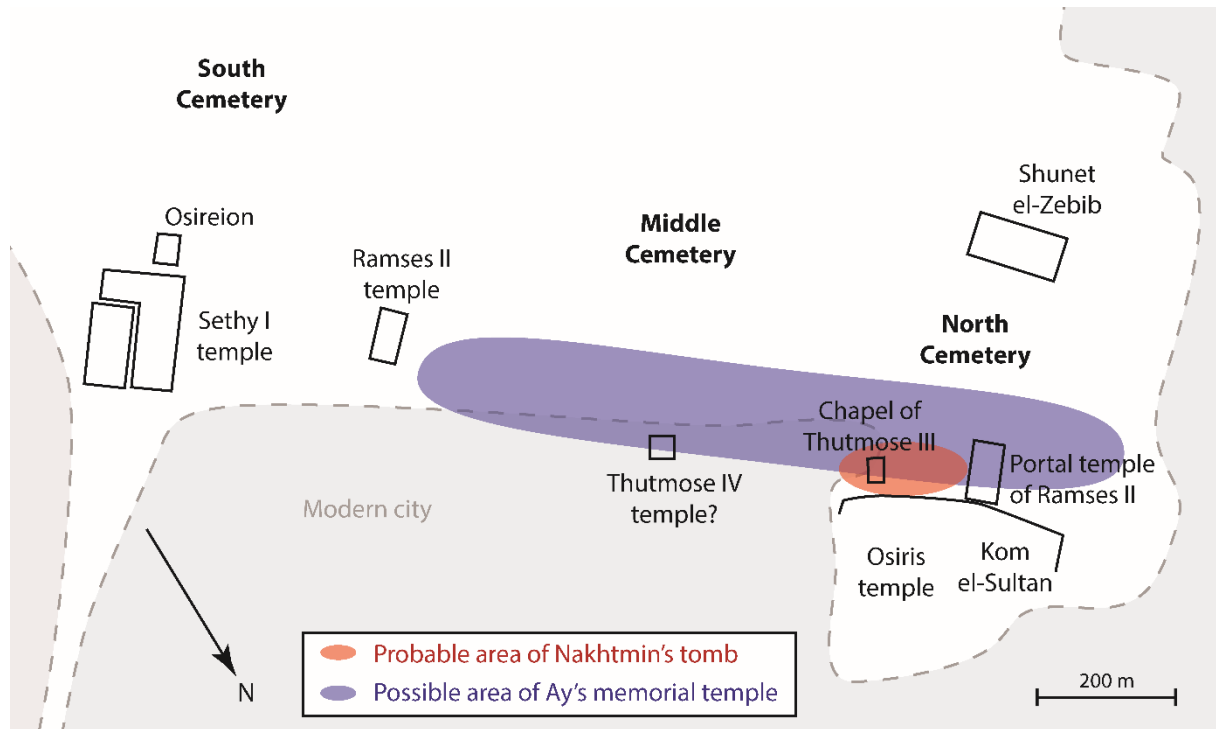 South
Cemetery
Osireion
Sethy I
temple
Ramses II
temple
Middle
Cemetery
Shunet
el-Zebib
North
Cemetery
Chapel of
Thutmose III
Portal temple
of Ramses II
Thutmose IV
temple?
Modern city
Osiris
temple
Kom
el-Sultan
N
Probable area of Nakhtmin's tomb
Possible area of Ay's memorial temple
200 m